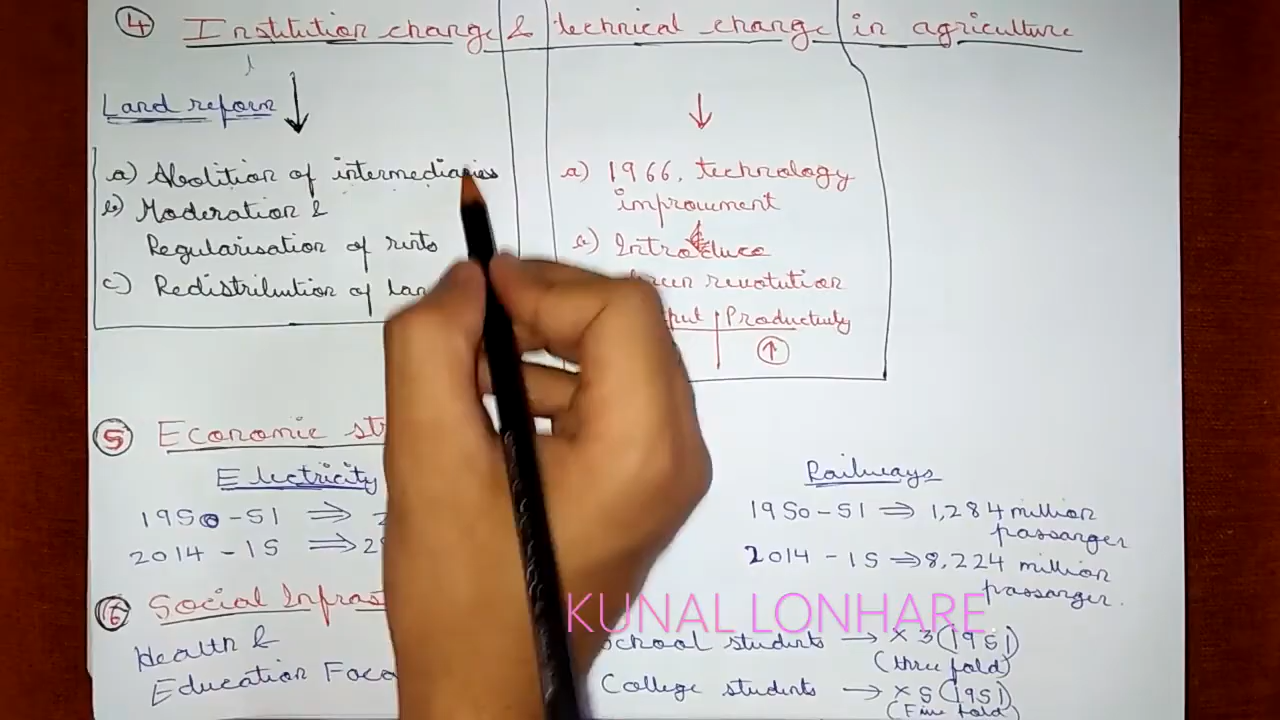 4 Institution change & technical change in agriculture
Land reform
a) Abolition of intermediaries
b) Moderation &
Regularisation of rents
c) Redistribution of
a) 1966, technology
improvment
b) Introduce
revolution
Productivity
↑
5 Economic
Electricity
1950-51 ⇒
2014-15 ⇒
Railways
1950-51 ⇒ 1,284 million
passanger
2014-15 ⇒ 8,224 million
passanger.
6 Social
Health &
Education
KUNAL LONHARE
School students → × 3 (1951)
(three fold)
College students → × 5 (1951)
(Five fold)